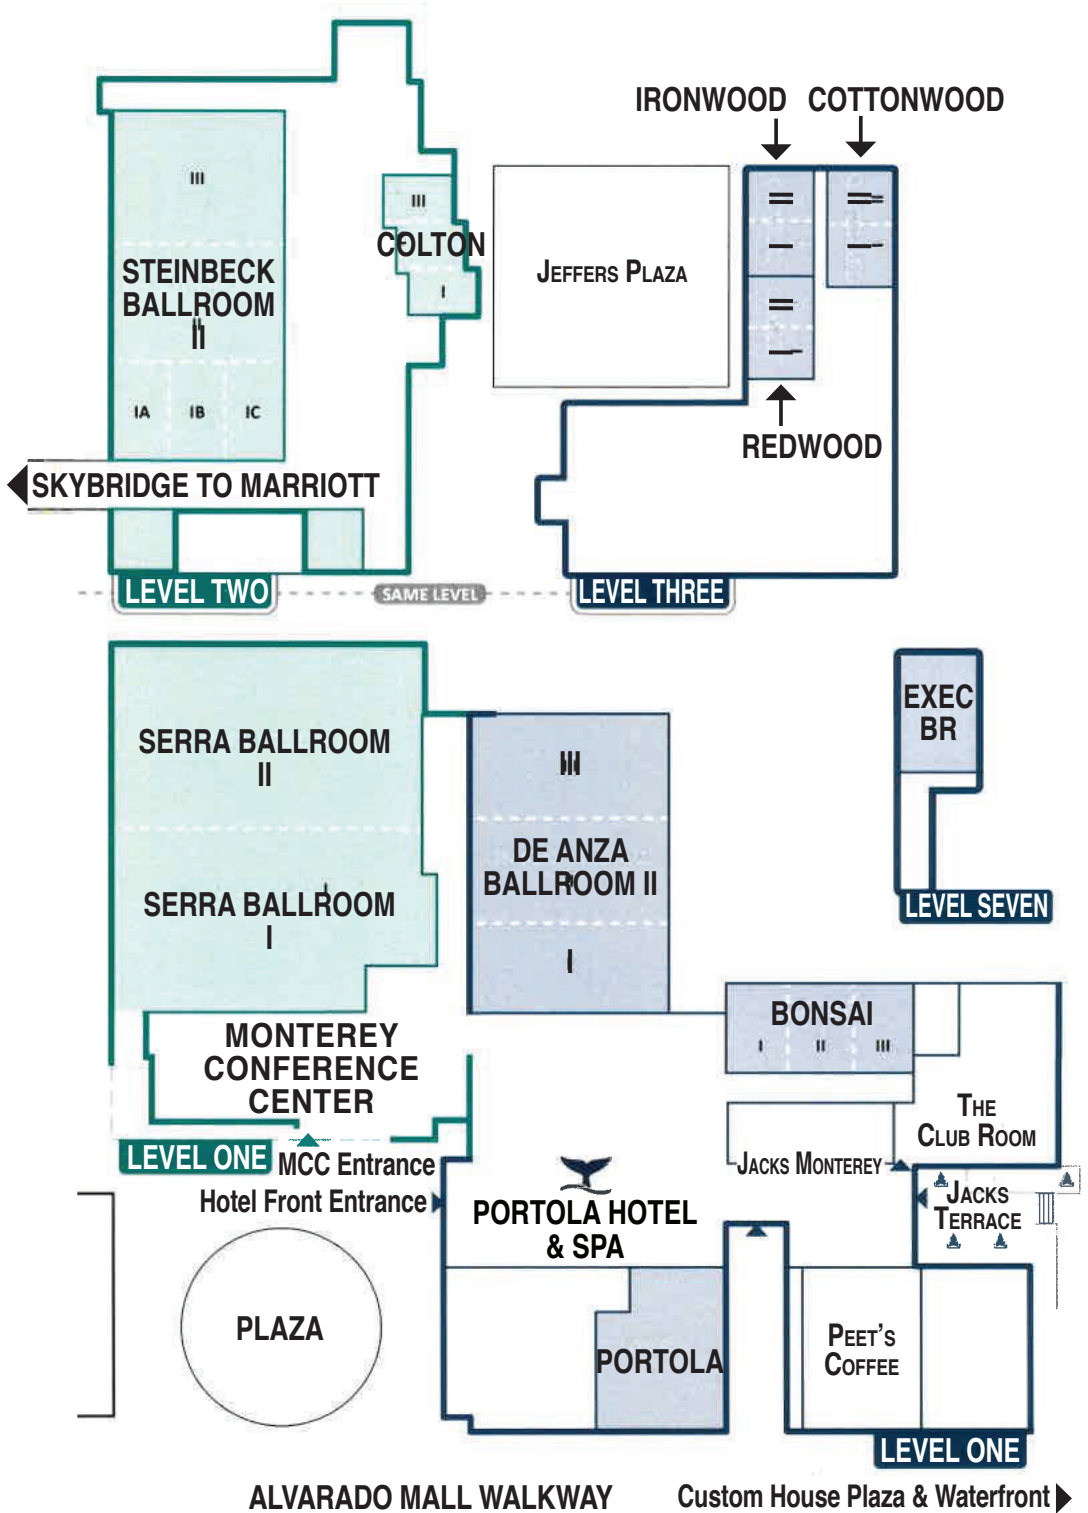 IRONWOOD COTTONWOOD
III
III
COLTON
I
STEINBECK
BALLROOM
II
IA IB IC
JEFFERS PLAZA
II II
I I
II
I
REDWOOD
SKYBRIDGE TO MARRIOTT
LEVEL TWO
SAME LEVEL
LEVEL THREE
SERRA BALLROOM
II
SERRA BALLROOM
I
III
DE ANZA
BALLROOM II
I
EXEC
BR
LEVEL SEVEN
BONSAI
I II III
MONTEREY
CONFERENCE
CENTER
THE
CLUB ROOM
LEVEL ONE
MCC Entrance
JACKS MONTEREY
Hotel Front Entrance
JACKS
TERRACE
PORTOLA HOTEL
& SPA
PLAZA
PORTOLA
PEET'S
COFFEE
LEVEL ONE
ALVARADO MALL WALKWAY
Custom House Plaza & Waterfront